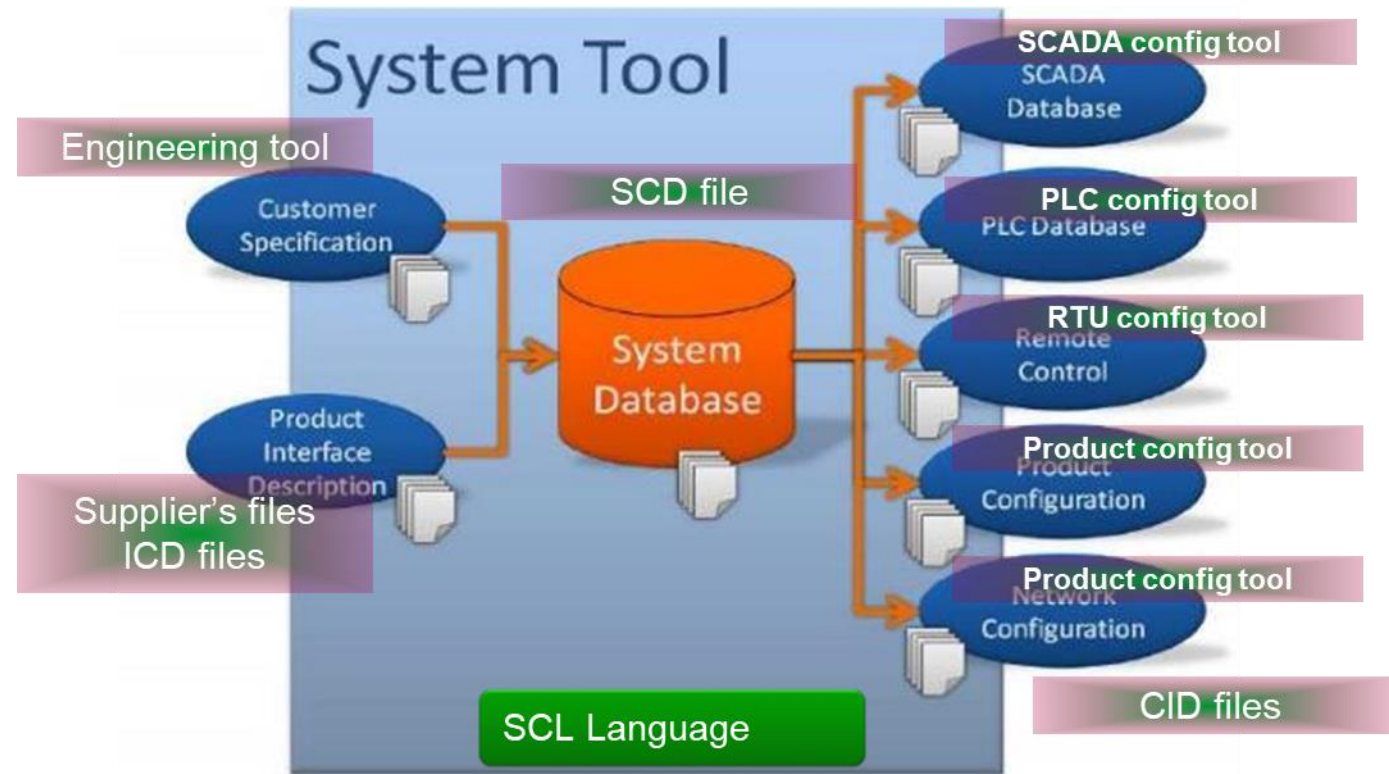 System Tool
Engineering tool
Customer
Specification
Product
Interface
Description
Supplier's files
ICD files
SCD file
System
Database
SCADA config tool
SCADA
Database
PLC config tool
PLC Database
RTU config tool
Remote
Control
Product config tool
Product
Configuration
Product config tool
Network
Configuration
CID files
SCL Language